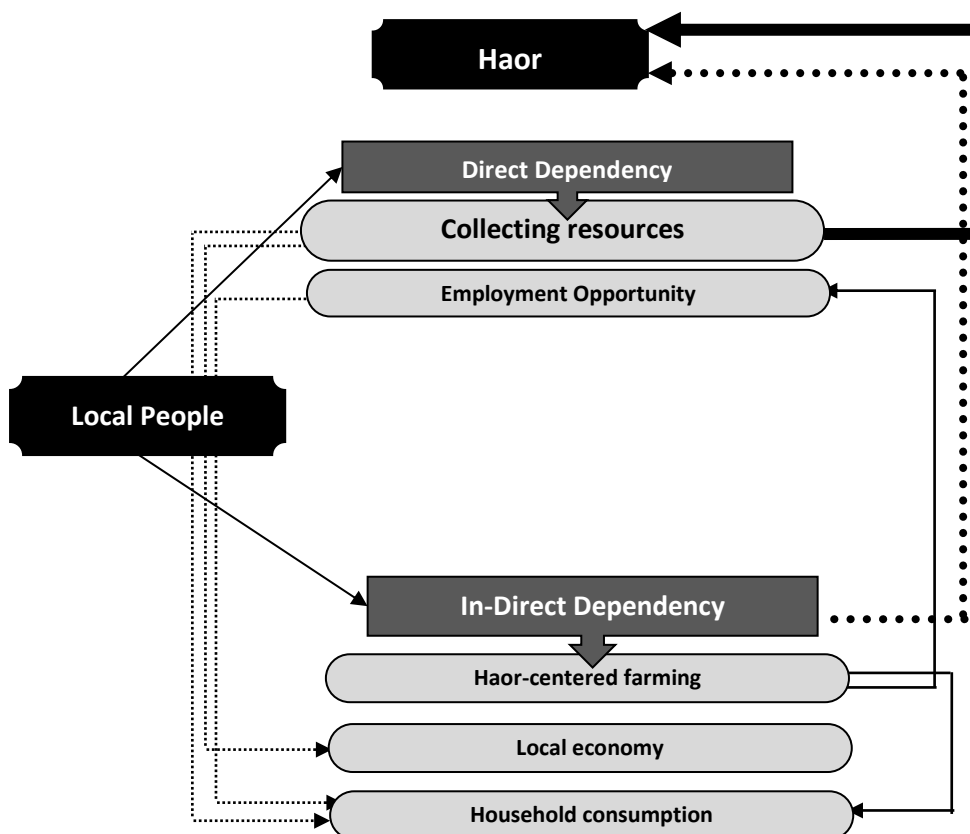 Haor
Direct Dependency
Collecting resources
Employment Opportunity
Local People
In-Direct Dependency
Haor-centered farming
Local economy
Household consumption